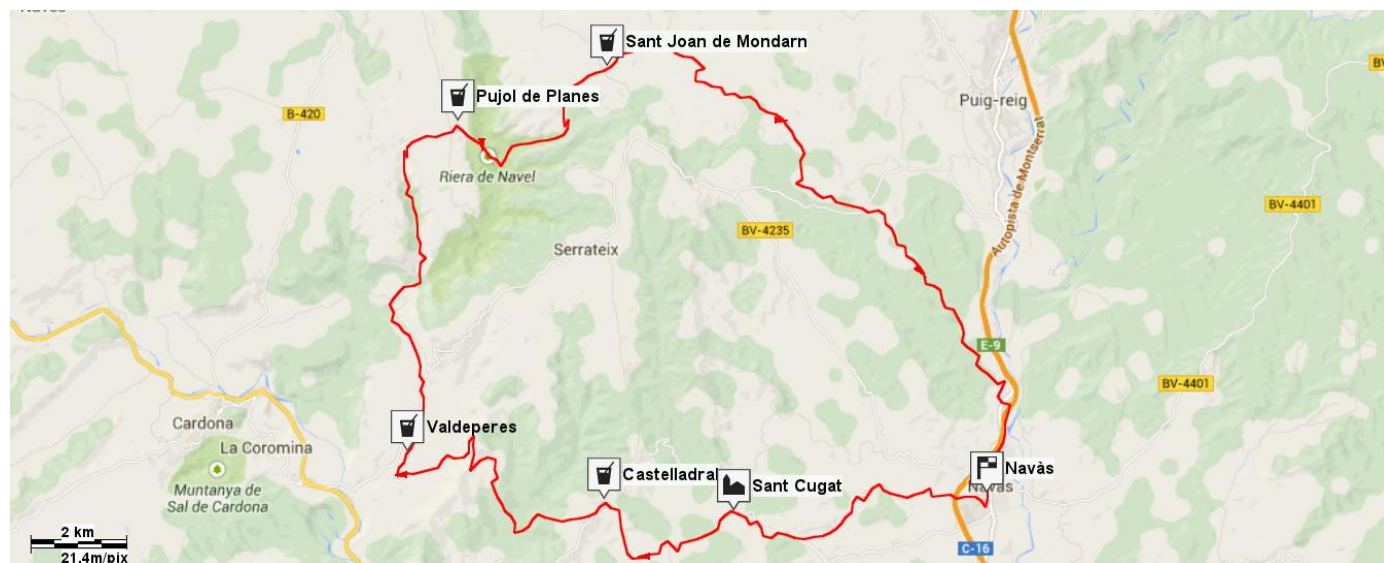 Sant Joan de Mondarn
Puig-reig
Pujol de Planes
B-420
Autopista de Montserrat
Riera de Navel
BV-4401
BV-4235
Serrateix
E-9
BV-4401
Cardona
Valdeperes
La Coromina
Castelladral
Sant Cugat
Navàs
Navàs
Muntanya de
Sal de Cardona
2 km
21.4m/pix
C-16